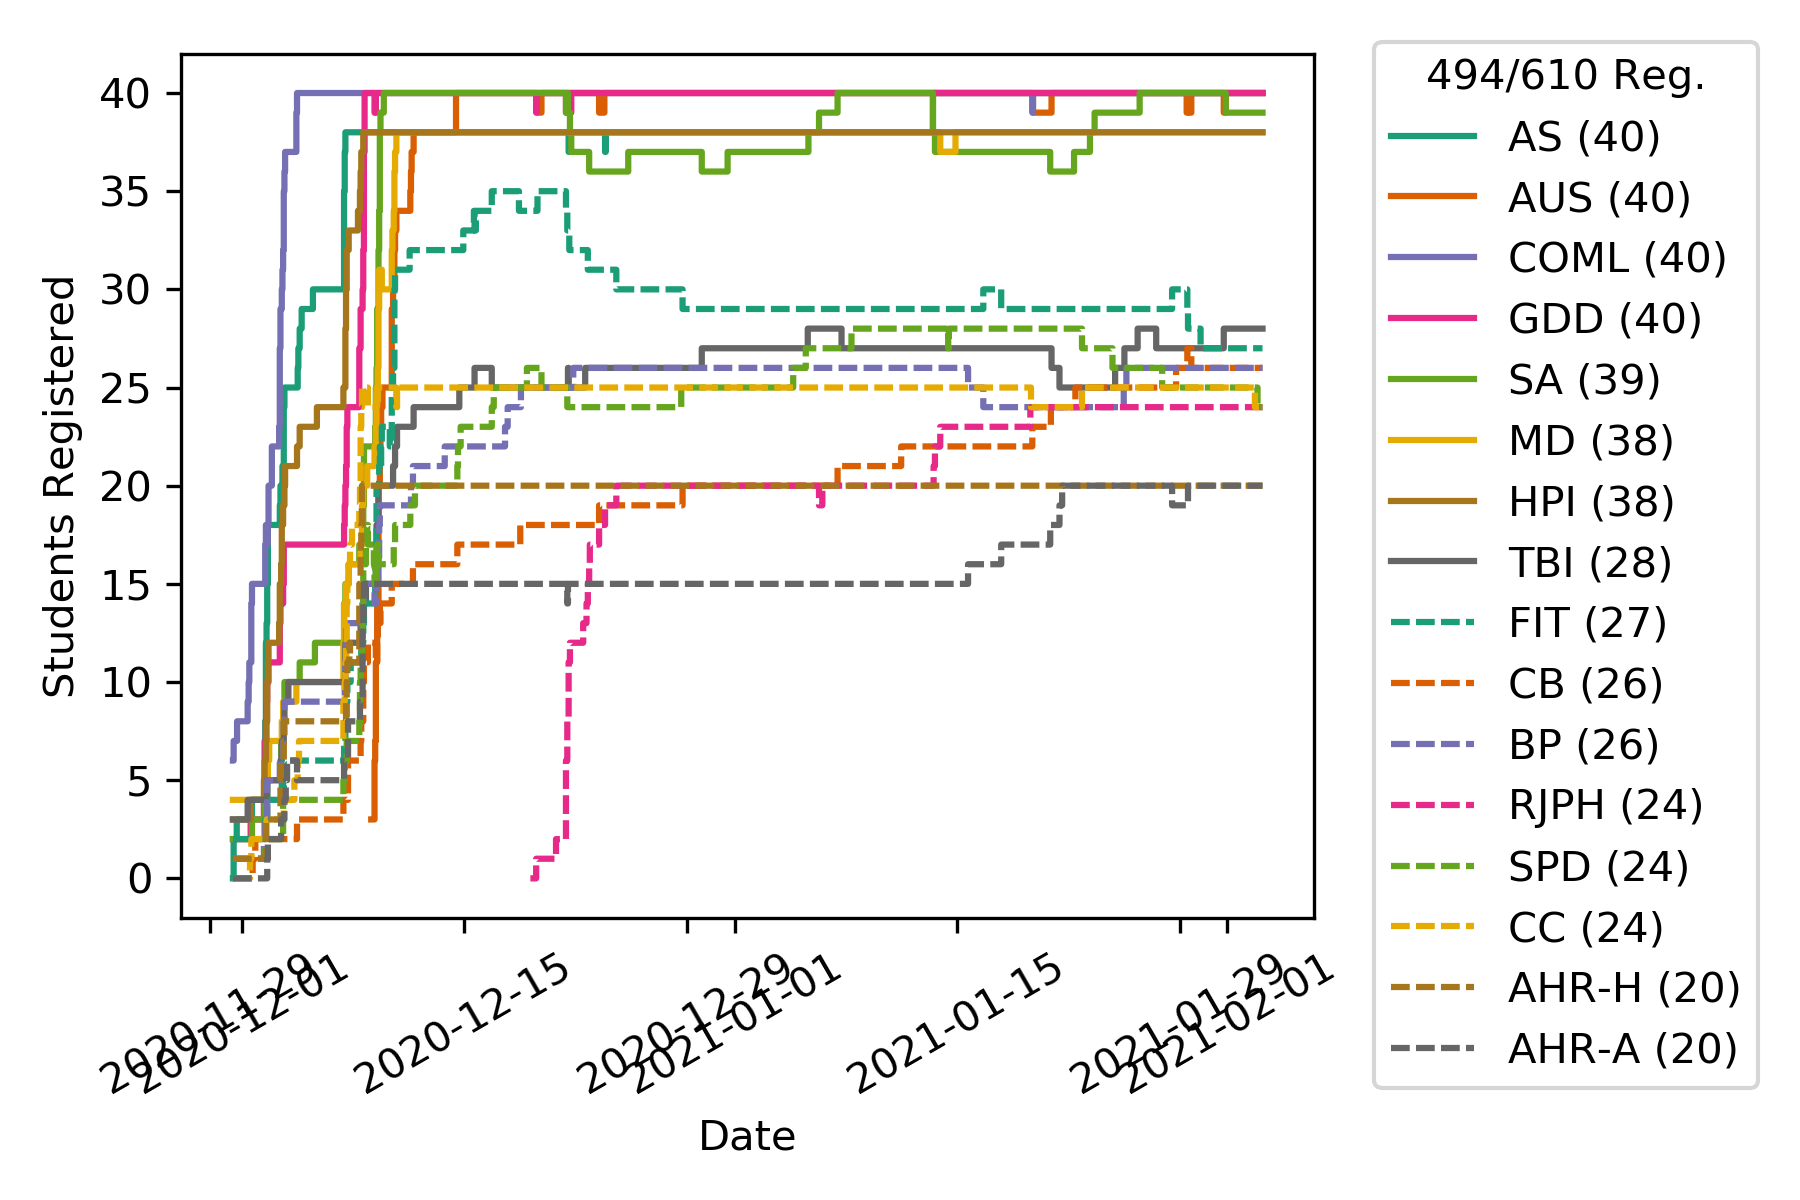 494/610 Reg.
AS (40)
AUS (40)
COML (40)
GDD (40)
SA (39)
MD (38)
HPI (38)
TBI (28)
FIT (27)
CB (26)
BP (26)
RJPH (24)
SPD (24)
CC (24)
AHR-H (20)
AHR-A (20)
Students Registered
40
35
30
25
20
15
10
5
0
2020-11-29
2020-12-01
2020-12-15
2020-12-29
2021-01-01
2021-01-15
2021-01-29
2021-02-01
Date